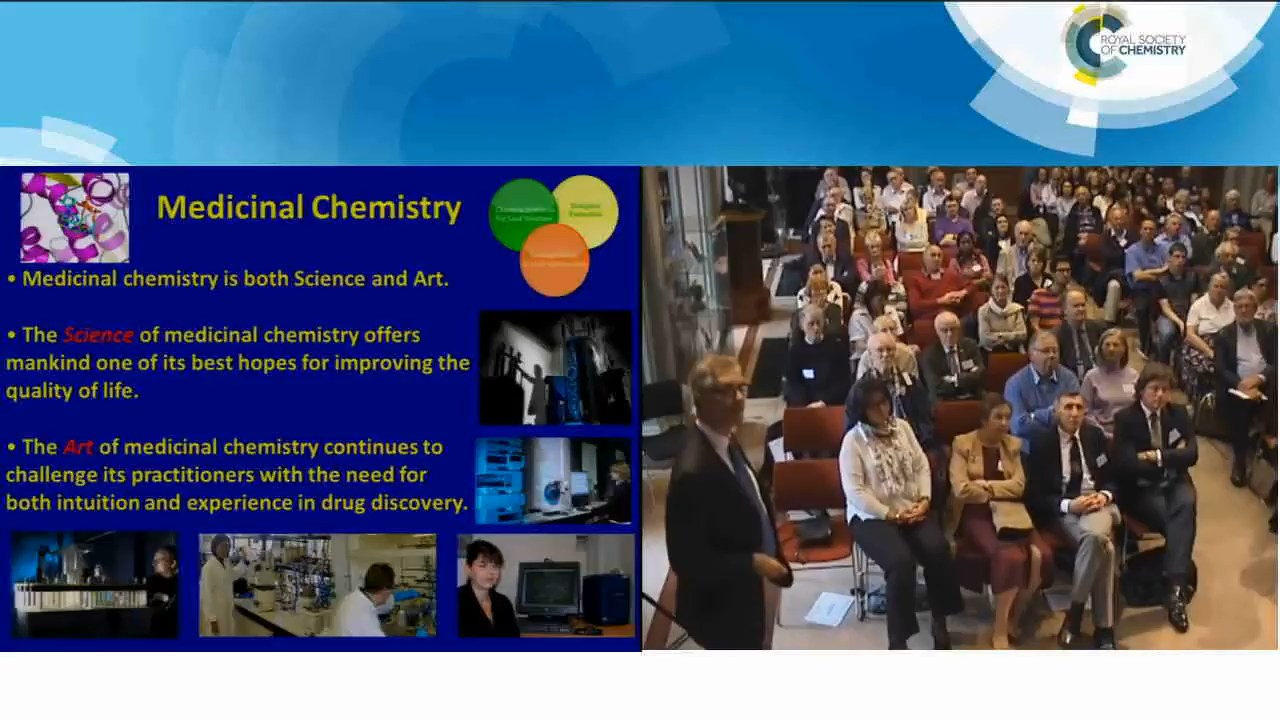 ROYAL SOCIETY
OF CHEMISTRY
Medicinal Chemistry
• Medicinal chemistry is both Science and Art.
• The Science of medicinal chemistry offers
mankind one of its best hopes for improving the
quality of life.
• The Art of medicinal chemistry continues to
challenge its practitioners with the need for
both intuition and experience in drug discovery.